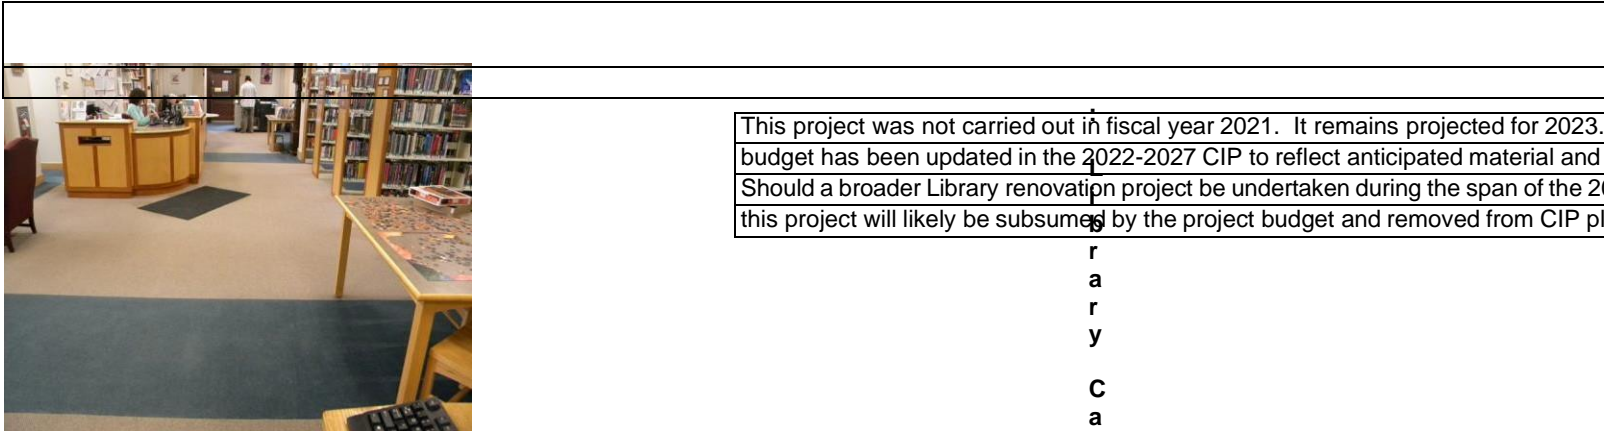 This project was not carried out in fiscal year 2021.  It remains projected for 2023.
budget has been updated in the 2022-2027 CIP to reflect anticipated material and
Should a broader Library renovation project be undertaken during the span of the 2
this project will likely be subsumed by the project budget and removed from CIP pl
.
L
i
b
r
a
r
y
C
a